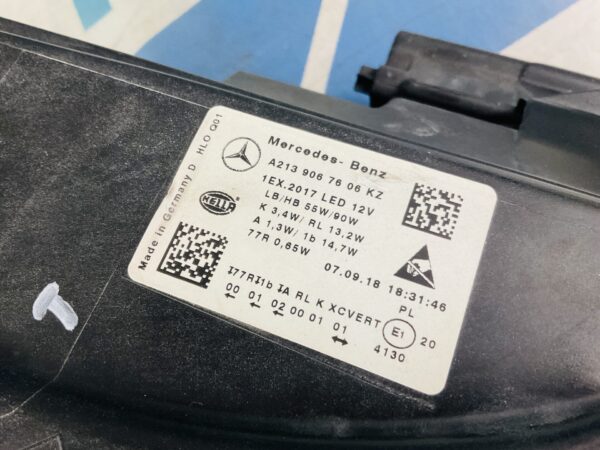 Mercedes-Benz
A213 906 76 06 KZ
1EX.2017 LED 12V
LB/HB 55W/90W
K 3,4W/ RL 13,2W
A 1,3W/ 1b 14,7W
77R 0,65W
07.09.18 18:31:46
PL
HELLA
Made in Germany D HLO Q01
RL K XCVERT
00 01 02 00 01 01
E1 20
4130